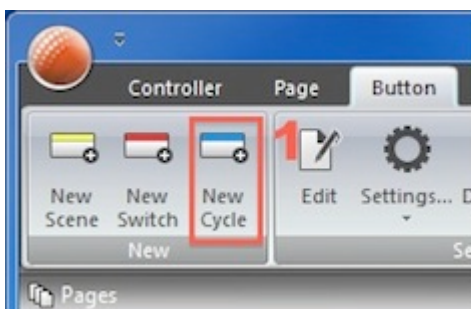 Controller Page Button
1
New Scene New Switch New Cycle Edit Settings...
New
Pages